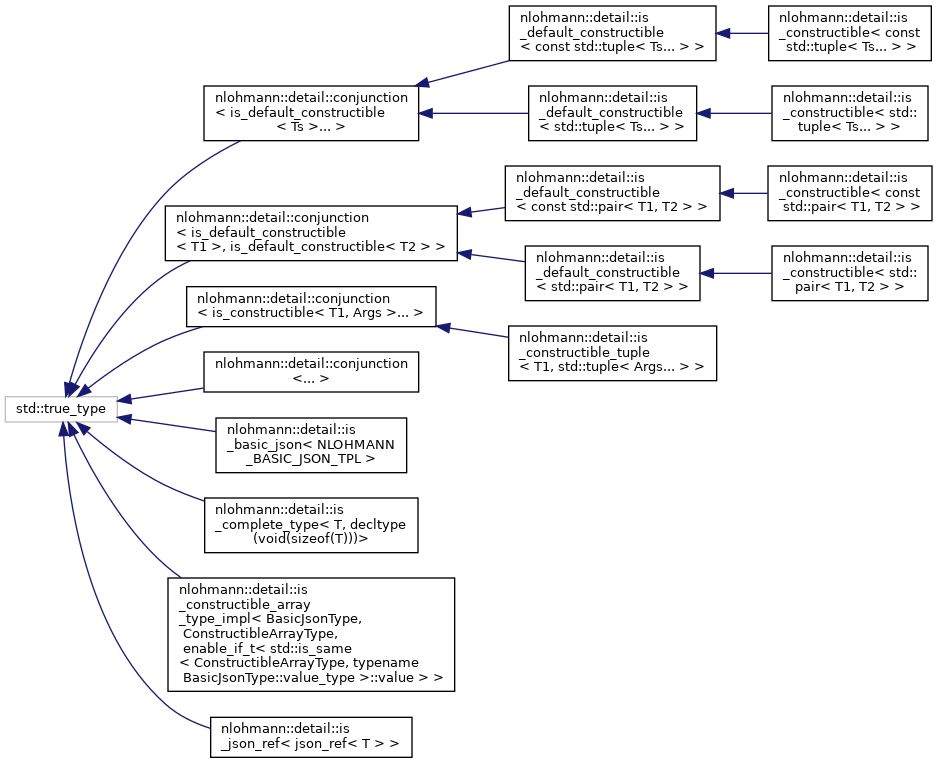 nlohmann::detail::is
_default_constructible
< const std::tuple< Ts... > >
nlohmann::detail::is
_constructible< const
std::tuple< Ts... > >
nlohmann::detail::conjunction
< is_default_constructible
< Ts >... >
nlohmann::detail::is
_default_constructible
< std::tuple< Ts... > >
nlohmann::detail::is
_constructible< std::
tuple< Ts... > >
nlohmann::detail::is
_default_constructible
< const std::pair< T1, T2 > >
nlohmann::detail::is
_constructible< const
std::pair< T1, T2 > >
nlohmann::detail::conjunction
< is_default_constructible
< T1 >, is_default_constructible< T2 > >
nlohmann::detail::is
_default_constructible
< std::pair< T1, T2 > >
nlohmann::detail::is
_constructible< std::
pair< T1, T2 > >
nlohmann::detail::conjunction
< is_constructible< T1, Args >... >
nlohmann::detail::is
_constructible_tuple
< T1, std::tuple< Args... > >
nlohmann::detail::conjunction
<... >
std::true_type
nlohmann::detail::is
_basic_json< NLOHMANN
_BASIC_JSON_TPL >
nlohmann::detail::is
_complete_type< T, decltype
(void(sizeof(T)))>
nlohmann::detail::is
_constructible_array
_type_impl< BasicJsonType,
ConstructibleArrayType,
enable_if_t< std::is_same
< ConstructibleArrayType, typename
BasicJsonType::value_type >::value > >
nlohmann::detail::is
_json_ref< json_ref< T > >